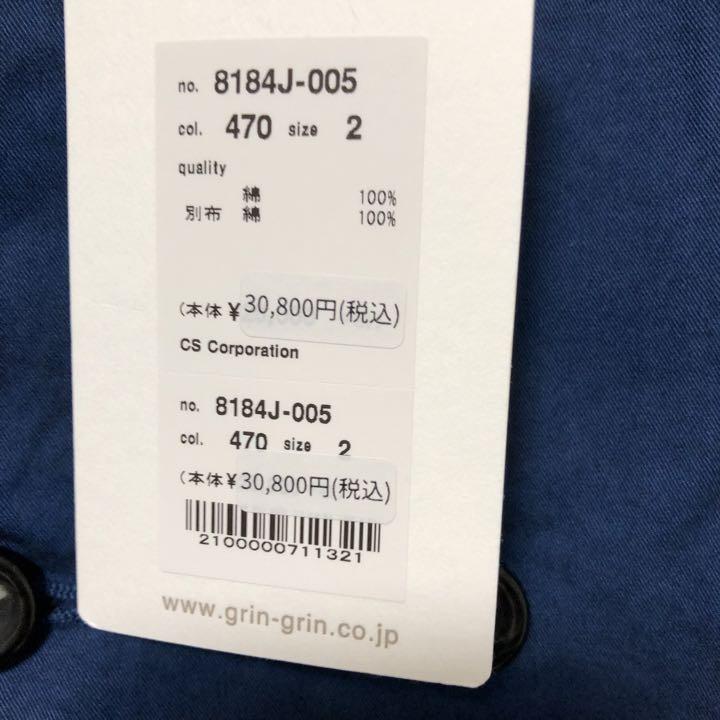 no. 8184J-005
col. 470 size 2
quality
綿 100%
別布 綿 100%
(本体¥30,800円(税込)
CS Corporation
no. 8184J-005
col. 470 size 2
(本体¥30,800円(税込)
2100000711321
www.grin-grin.co.jp